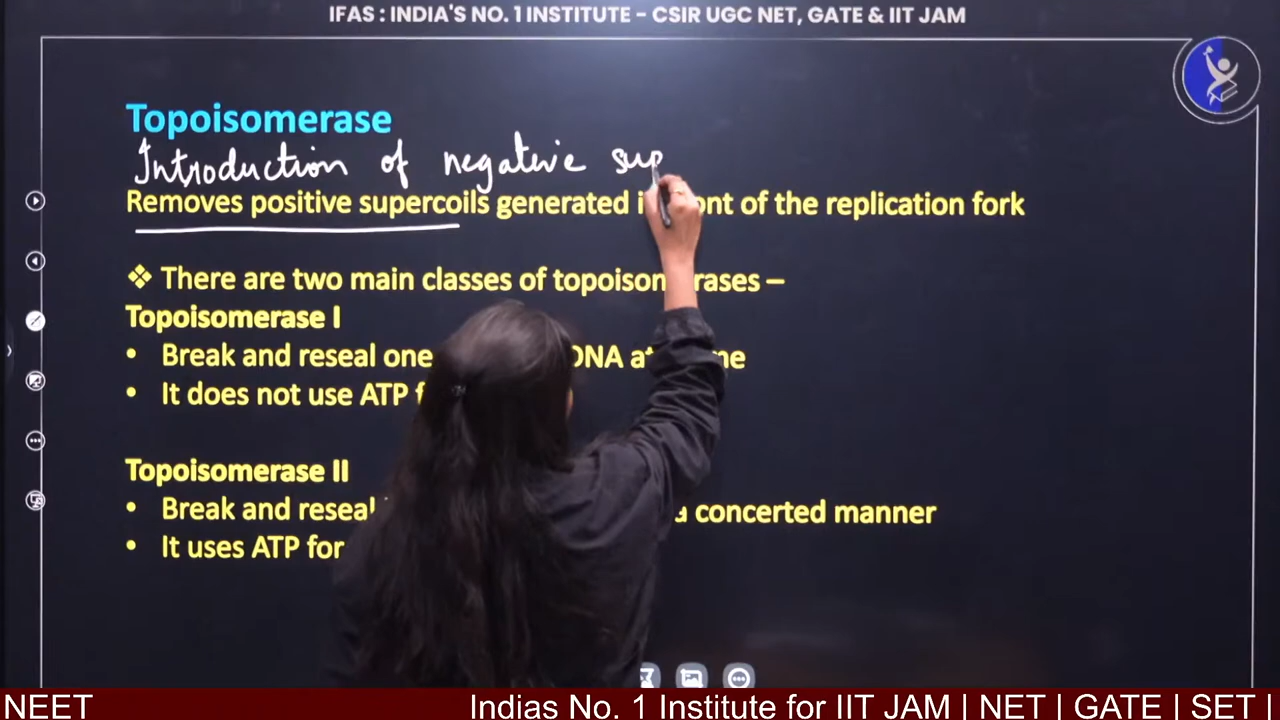 IFAS : INDIA'S NO. 1 INSTITUTE - CSIR UGC NET, GATE & IIT JAM
Topoisomerase
Introduction of negative sup
Removes positive supercoils generated i ont of the replication fork
❖ There are two main classes of topoison rases –
Topoisomerase I
• Break and reseal one DNA at me
• It does not use ATP f
Topoisomerase II
• Break and reseal a concerted manner
• It uses ATP for
NEET Indias No. 1 Institute for IIT JAM | NET | GATE | SET |